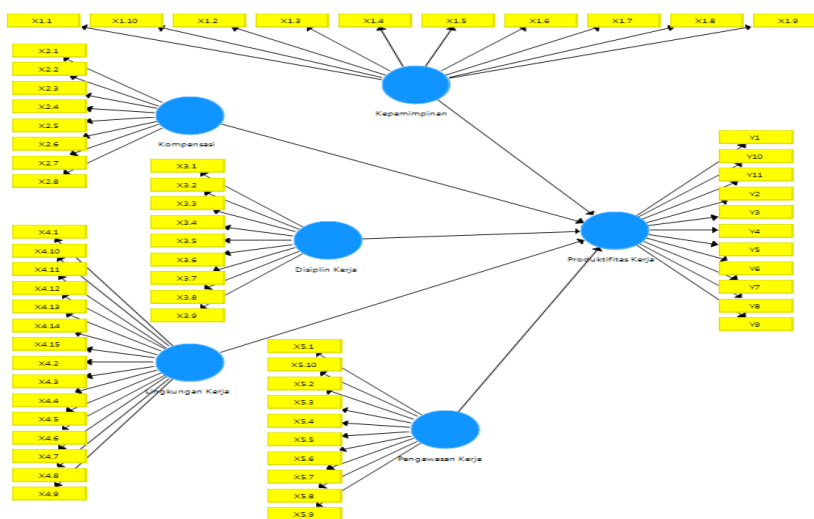 X1.1 X1.10 X1.2 X1.3 X1.4 X1.5 X1.6 X1.7 X1.8 X1.9
Kepemimpinan
X2.1
X2.2
X2.3
X2.4
X2.5
X2.6
X2.7
X2.8
Kompensasi
X3.1
X3.2
X3.3
X3.4
X3.5
X3.6
X3.7
X3.8
X3.9
Disiplin Kerja
Y1
Y10
Y11
Y2
Y3
Y4
Y5
Y6
Y7
Y8
Y9
Produktifitas Kerja
X4.1
X4.10
X4.11
X4.12
X4.13
X4.14
X4.15
X4.2
X4.3
X4.4
X4.5
X4.6
X4.7
X4.8
X4.9
Lingkungan Kerja
X5.1
X5.10
X5.2
X5.3
X5.4
X5.5
X5.6
X5.7
X5.8
X5.9
Pengawasan Kerja